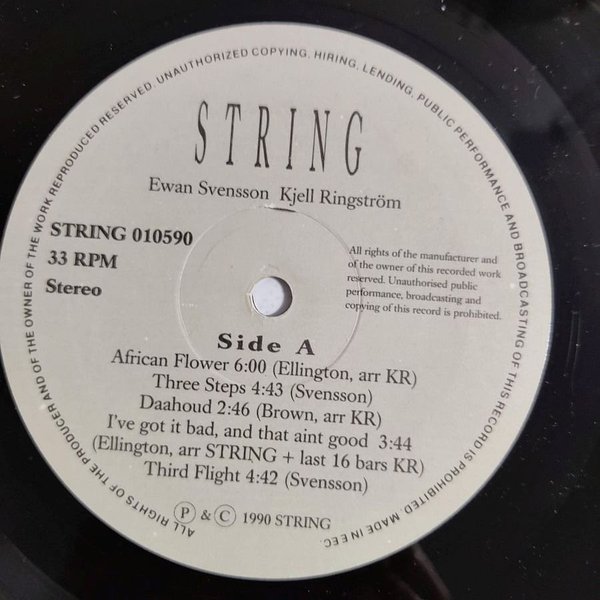 ALL RIGHTS OF THE PRODUCER AND OF THE OWNER OF THE WORK REPRODUCED RESERVED. UNAUTHORIZED COPYING. HIRING, LENDING, PUBLIC PERFORMANCE AND BROADCASTING OF THIS RECORD IS PROHIBITED. MADE IN EEC.
STRING
Ewan Svensson Kjell Ringström
STRING 010590
33 RPM
Stereo
All rights of the manufacturer and
of the owner of this recorded work
reserved. Unauthorised public
performance, broadcasting and
copying of this record is prohibited.
Side A
African Flower 6:00 (Ellington, arr KR)
Three Steps 4:43 (Svensson)
Daahoud 2:46 (Brown, arr KR)
I've got it bad, and that aint good 3:44
(Ellington, arr STRING + last 16 bars KR)
Third Flight 4:42 (Svensson)
Ⓟ & © 1990 STRING